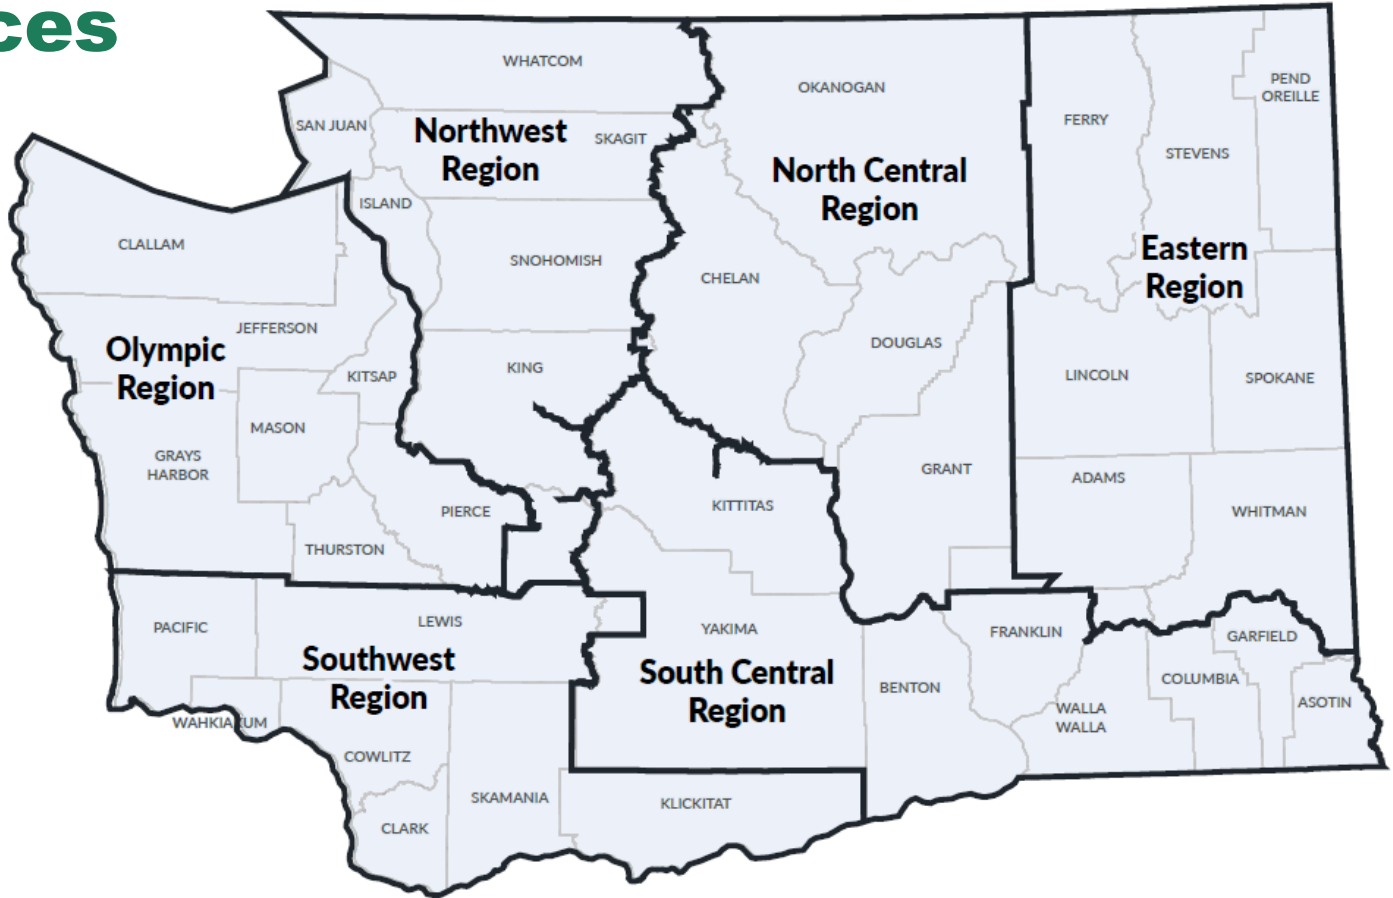 ces
WHATCOM
SAN JUAN
Northwest
Region
SKAGIT
ISLAND
SNOHOMISH
KING
OKANOGAN
North Central
Region
CHELAN
DOUGLAS
GRANT
FERRY
STEVENS
PEND
OREILLE
Eastern
Region
LINCOLN
SPOKANE
ADAMS
WHITMAN
CLALLAM
JEFFERSON
Olympic
Region
KITSAP
MASON
GRAYS
HARBOR
PIERCE
THURSTON
KITTITAS
YAKIMA
South Central
Region
BENTON
FRANKLIN
WALLA
WALLA
COLUMBIA
GARFIELD
ASOTIN
PACIFIC
LEWIS
Southwest
Region
WAHKIAKUM
COWLITZ
SKAMANIA
CLARK
KLICKITAT